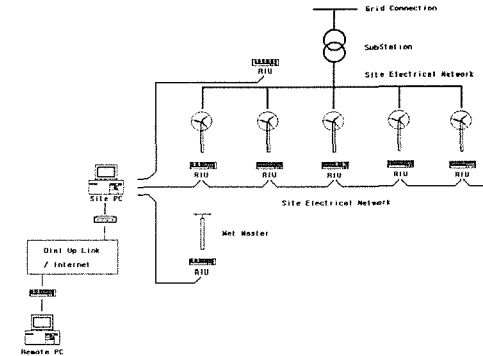 Grid Connection
SubStation
Site Electrical Network
RIU
RIU
RIU
RIU
RIU
RIU
Site PC
Site Electrical Network
Met Master
RIU
Dial Up Link
/ Internet
Remote PC